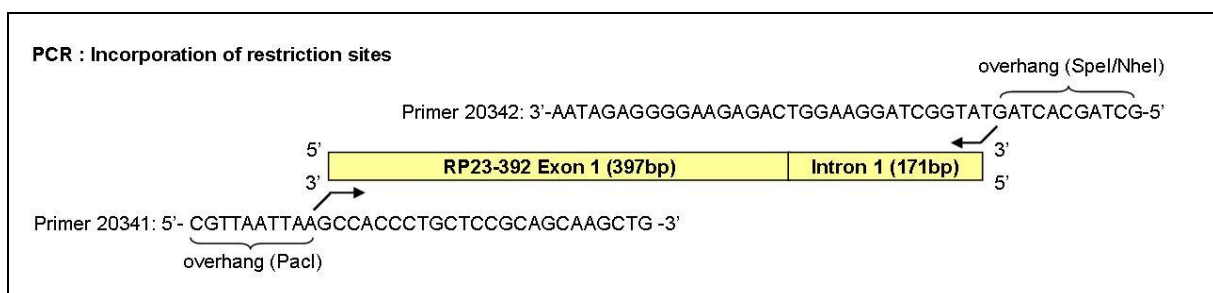 PCR : Incorporation of restriction sites
overhang (SpeI/NheI)
Primer 20342: 3’-AATAGAGGGGAAGAGACTGGAAGGATCGGTATGATCACGATCG-5’
5’ 3’
RP23-392 Exon 1 (397bp) Intron 1 (171bp)
3’ 5’
Primer 20341: 5’- CGTTAATTAAGCCACCCTGCTCCGCAGCAAGCTG -3’
overhang (PacI)